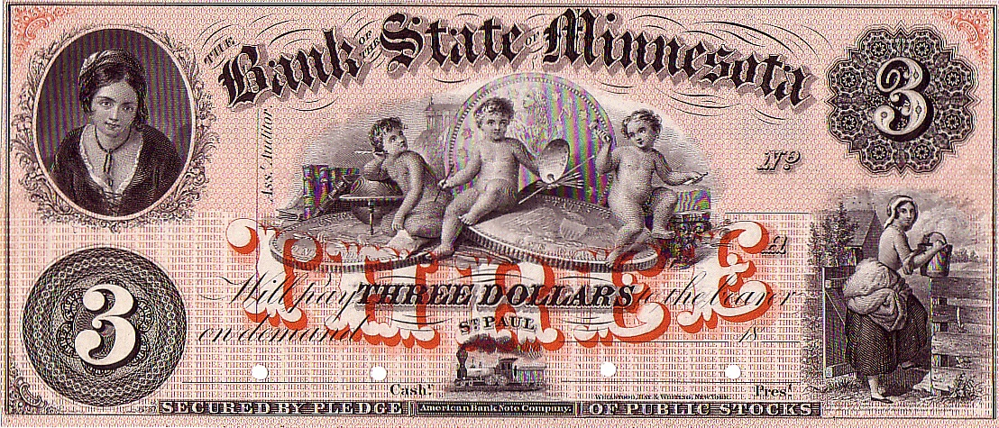 THE Bank OF THE State OF Minnesota
3
Ass't Auditor
Nº
A
THREE
Will pay THREE DOLLARS to the bearer
ST PAUL
on demand 18
3
Cashr.
WELLSTOOD, HAY & WHITING, NEW YORK
Prest.
SECURED BY PLEDGE American Bank Note Company. OF PUBLIC STOCKS